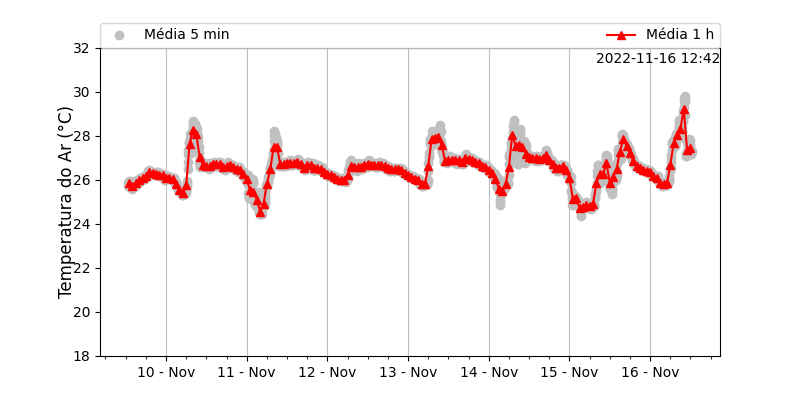 Média 5 min
Média 1 h
2022-11-16 12:42
Temperatura do Ar (°C)
32
30
28
26
24
22
20
18
10 - Nov
11 - Nov
12 - Nov
13 - Nov
14 - Nov
15 - Nov
16 - Nov